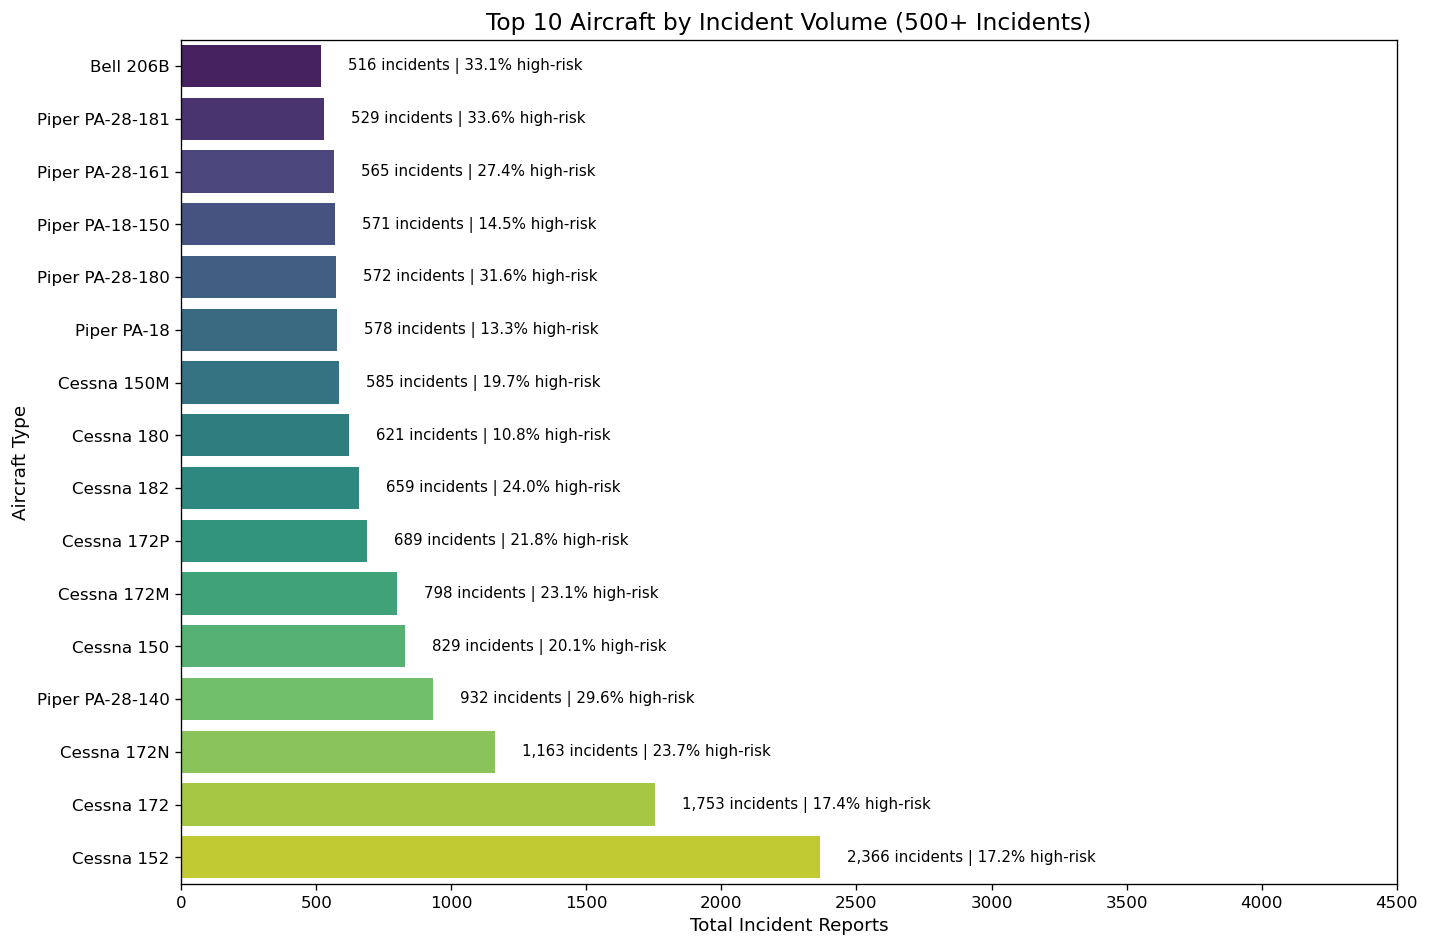 Top 10 Aircraft by Incident Volume (500+ Incidents)
Aircraft Type
Bell 206B 516 incidents | 33.1% high-risk
Piper PA-28-181 529 incidents | 33.6% high-risk
Piper PA-28-161 565 incidents | 27.4% high-risk
Piper PA-18-150 571 incidents | 14.5% high-risk
Piper PA-28-180 572 incidents | 31.6% high-risk
Piper PA-18 578 incidents | 13.3% high-risk
Cessna 150M 585 incidents | 19.7% high-risk
Cessna 180 621 incidents | 10.8% high-risk
Cessna 182 659 incidents | 24.0% high-risk
Cessna 172P 689 incidents | 21.8% high-risk
Cessna 172M 798 incidents | 23.1% high-risk
Cessna 150 829 incidents | 20.1% high-risk
Piper PA-28-140 932 incidents | 29.6% high-risk
Cessna 172N 1,163 incidents | 23.7% high-risk
Cessna 172 1,753 incidents | 17.4% high-risk
Cessna 152 2,366 incidents | 17.2% high-risk
0 500 1000 1500 2000 2500 3000 3500 4000 4500
Total Incident Reports